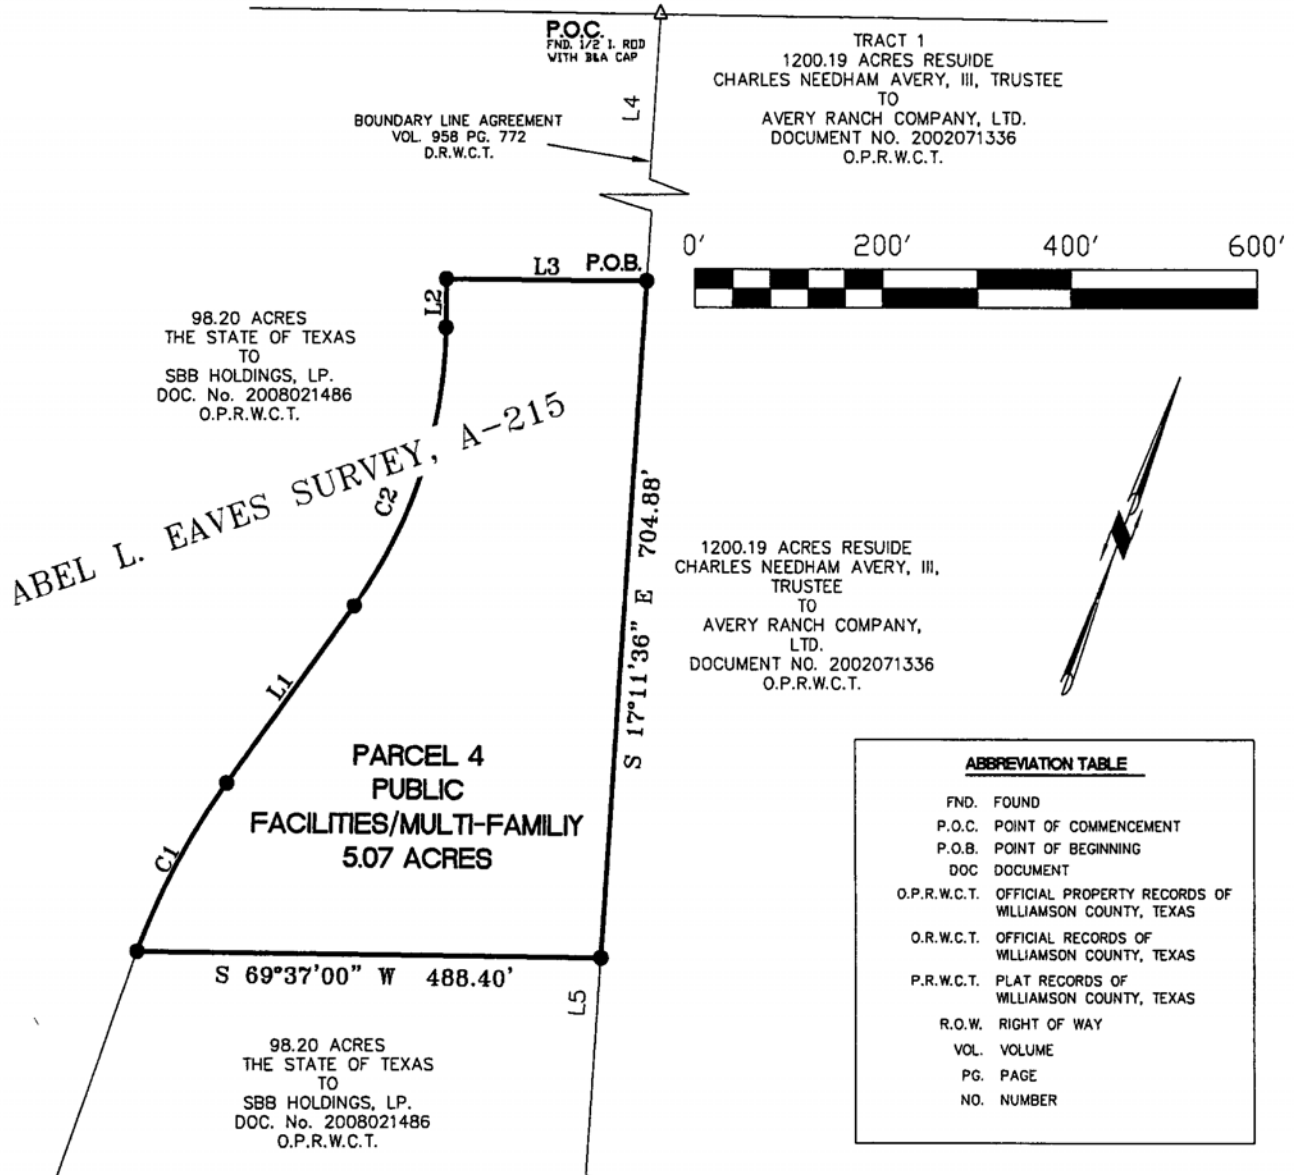 P.O.C.
FND. 1/2 I. ROD
WITH B&A CAP
TRACT 1
1200.19 ACRES RESUIDE
CHARLES NEEDHAM AVERY, III, TRUSTEE
TO
AVERY RANCH COMPANY, LTD.
DOCUMENT NO. 2002071336
O.P.R.W.C.T.
L4
BOUNDARY LINE AGREEMENT
VOL. 958 PG. 772
D.R.W.C.T.
0' 200' 400' 600'
L3 P.O.B.
L2
98.20 ACRES
THE STATE OF TEXAS
TO
SBB HOLDINGS, LP.
DOC. No. 2008021486
O.P.R.W.C.T.
ABEL L. EAVES SURVEY, A-215
C2
S 17°11'36" E 704.88'
1200.19 ACRES RESUIDE
CHARLES NEEDHAM AVERY, III,
TRUSTEE
TO
AVERY RANCH COMPANY,
LTD.
DOCUMENT NO. 2002071336
O.P.R.W.C.T.
L1
PARCEL 4
PUBLIC
FACILITIES/MULTI-FAMILIY
5.07 ACRES
C1
S 69°37'00" W 488.40'
L5
98.20 ACRES
THE STATE OF TEXAS
TO
SBB HOLDINGS, LP.
DOC. No. 2008021486
O.P.R.W.C.T.
ABBREVIATION TABLE
FND. FOUND
P.O.C. POINT OF COMMENCEMENT
P.O.B. POINT OF BEGINNING
DOC DOCUMENT
O.P.R.W.C.T. OFFICIAL PROPERTY RECORDS OF
WILLIAMSON COUNTY, TEXAS
O.R.W.C.T. OFFICIAL RECORDS OF
WILLIAMSON COUNTY, TEXAS
P.R.W.C.T. PLAT RECORDS OF
WILLIAMSON COUNTY, TEXAS
R.O.W. RIGHT OF WAY
VOL. VOLUME
PG. PAGE
NO. NUMBER